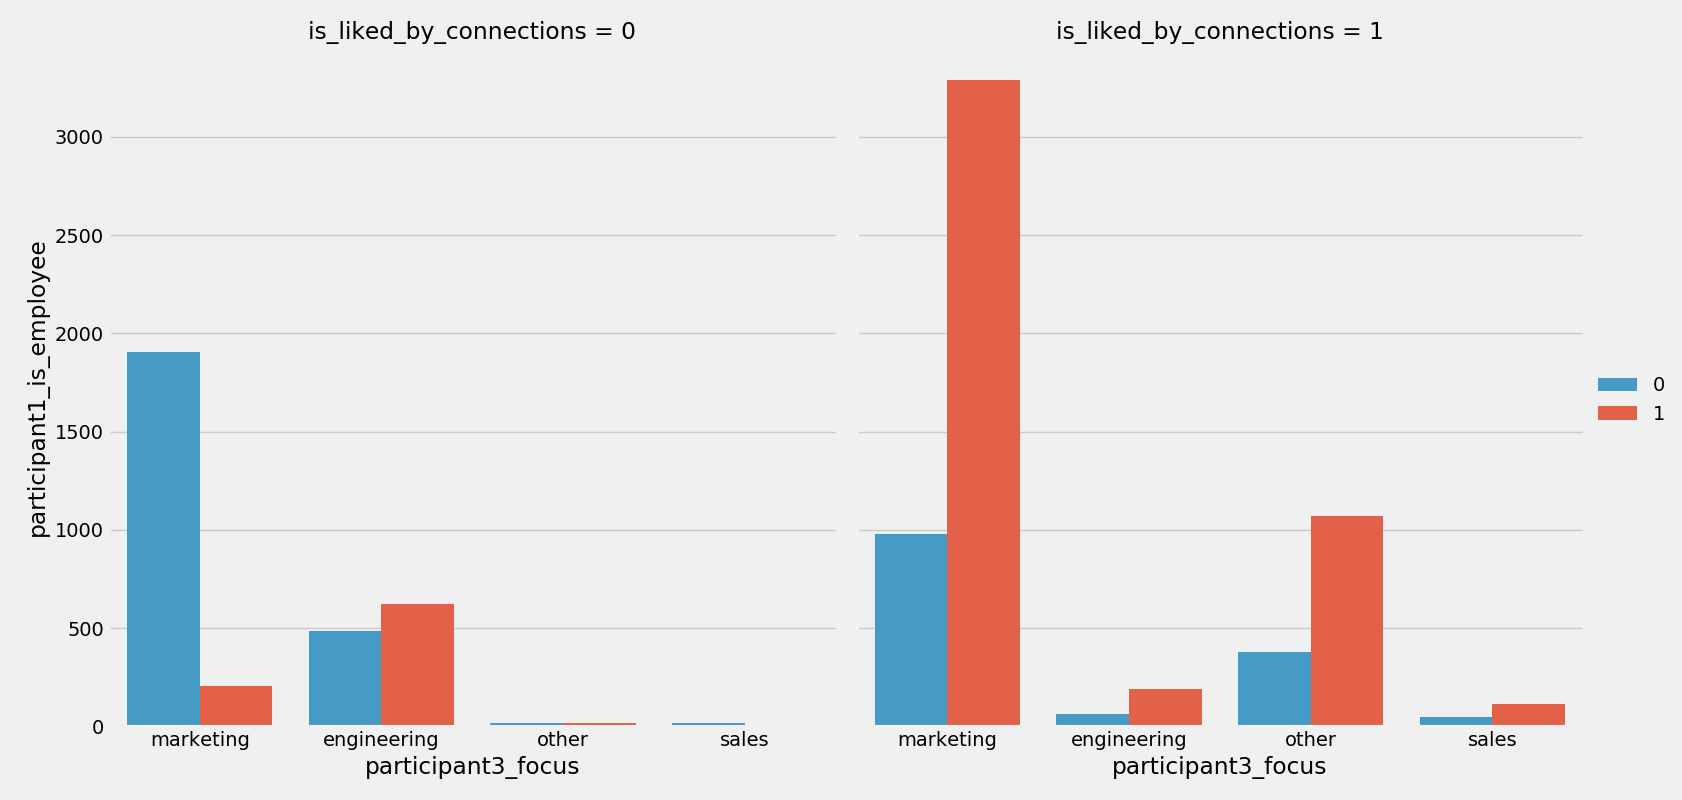 is_liked_by_connections = 0
is_liked_by_connections = 1
participant1_is_employee
3000
2500
2000
1500
1000
500
0
marketing engineering other sales
marketing engineering other sales
participant3_focus
participant3_focus
0
1